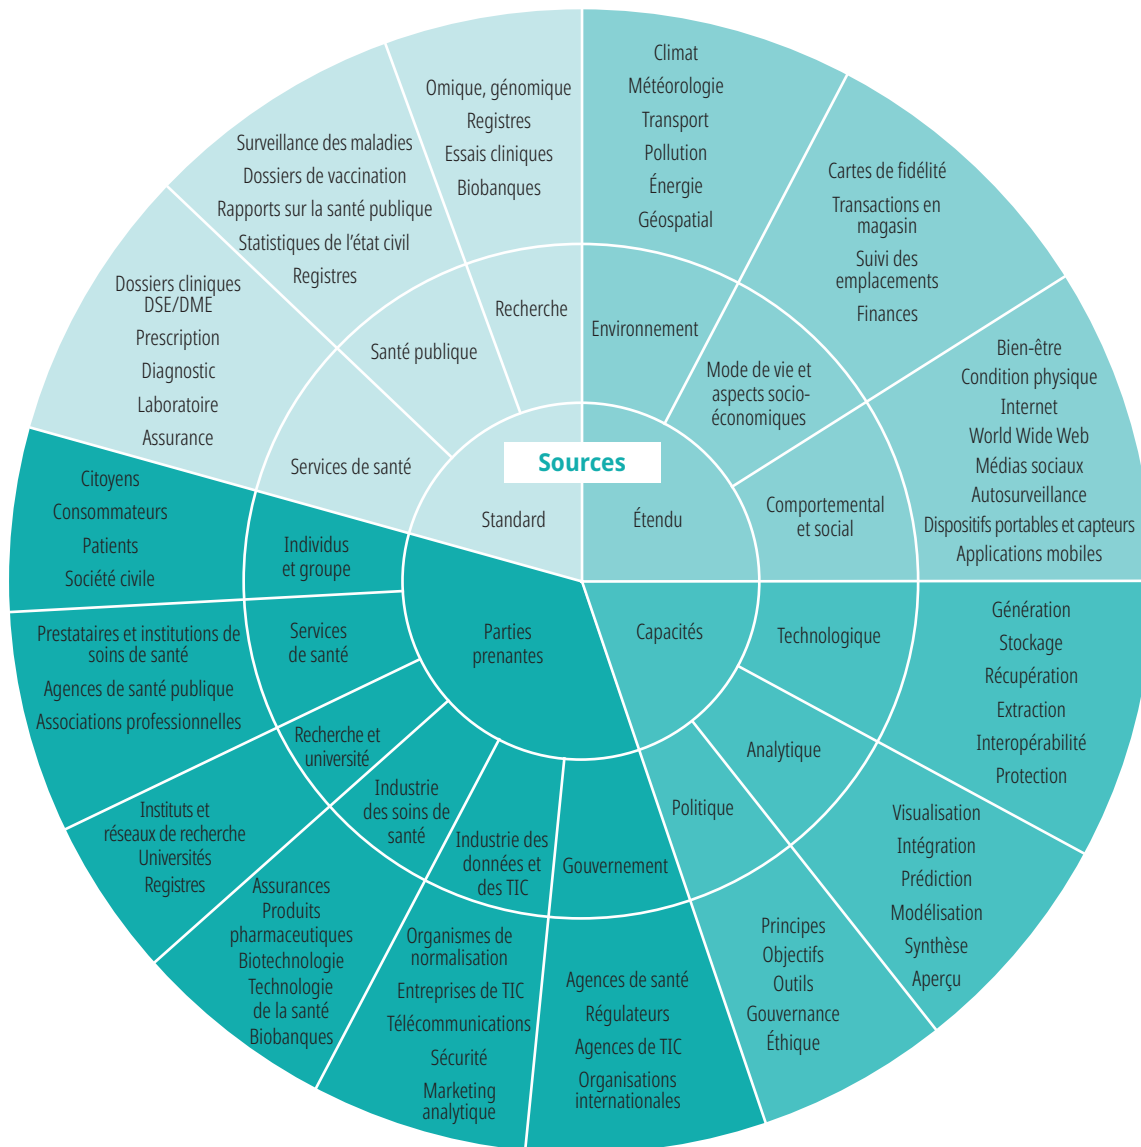 Sources
Standard
Étendu
Capacités
Parties
prenantes
Recherche
Omique, génomique
Registres
Essais cliniques
Biobanques
Santé publique
Surveillance des maladies
Dossiers de vaccination
Rapports sur la santé publique
Statistiques de l’état civil
Registres
Services de santé
Dossiers cliniques
DSE/DME
Prescription
Diagnostic
Laboratoire
Assurance
Environnement
Climat
Météorologie
Transport
Pollution
Énergie
Géospatial
Mode de vie et
aspects socio-
économiques
Cartes de fidélité
Transactions en
magasin
Suivi des
emplacements
Finances
Comportemental
et social
Bien-être
Condition physique
Internet
World Wide Web
Médias sociaux
Autosurveillance
Dispositifs portables et capteurs
Applications mobiles
Technologique
Génération
Stockage
Récupération
Extraction
Interopérabilité
Protection
Analytique
Visualisation
Intégration
Prédiction
Modélisation
Synthèse
Aperçu
Politique
Principes
Objectifs
Outils
Gouvernance
Éthique
Gouvernement
Agences de santé
Régulateurs
Agences de TIC
Organisations
internationales
Industrie des
données et
des TIC
Organismes de
normalisation
Entreprises de TIC
Télécommunications
Sécurité
Marketing
analytique
Industrie
des soins de
santé
Assurances
Produits
pharmaceutiques
Biotechnologie
Technologie
de la santé
Biobanques
Recherche et
université
Instituts et
réseaux de recherche
Universités
Registres
Services
de santé
Prestataires et institutions de
soins de santé
Agences de santé publique
Associations professionnelles
Individus
et groupe
Citoyens
Consommateurs
Patients
Société civile